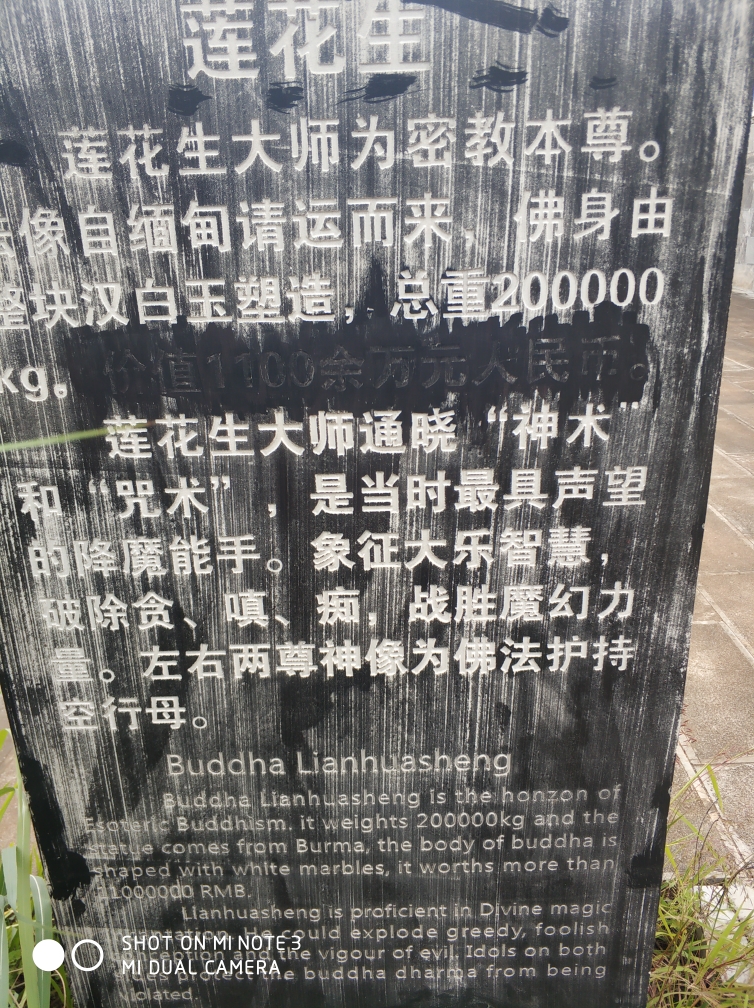 莲花生
莲花生大师为密教本尊。
像自缅甸请运而来，佛身由
整块汉白玉塑造，总重200000
kg。价值1100余万元人民币。
莲花生大师通晓“神术”
和“咒术”，是当时最具声望
的降魔能手。象征大乐智慧，
破除贪、嗔、痴，战胜魔幻力
量。左右两尊神像为佛法护持
空行母。
Buddha Lianhuasheng
Buddha Lianhuasheng is the honzon of
Esoteric Buddhism. it weights 200000kg and the
statue comes from Burma, the body of buddha is
shaped with white marbles, it worths more than
11000000 RMB.
Lianhuasheng is proficient in Divine magic
He could explode greedy, foolish
and the vigour of evil. Idols on both
protect the buddha dharma from being
violated.
SHOT ON MI NOTE 3
MI DUAL CAMERA